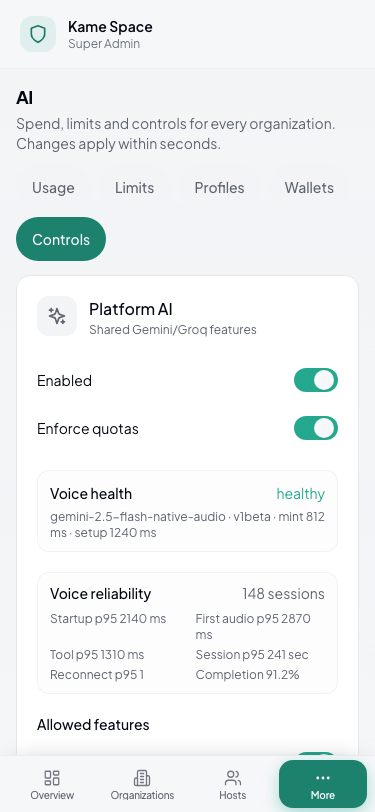 Kame Space
Super Admin
AI
Spend, limits and controls for every organization.
Changes apply within seconds.
Usage Limits Profiles Wallets
Controls
Platform AI
Shared Gemini/Groq features
Enabled
Enforce quotas
Voice health healthy
gemini-2.5-flash-native-audio · v1beta · mint 812
ms · setup 1240 ms
Voice reliability 148 sessions
Startup p95 2140 ms First audio p95 2870
ms
Tool p95 1310 ms Session p95 241 sec
Reconnect p95 1 Completion 91.2%
Allowed features
Overview Organizations Hosts More